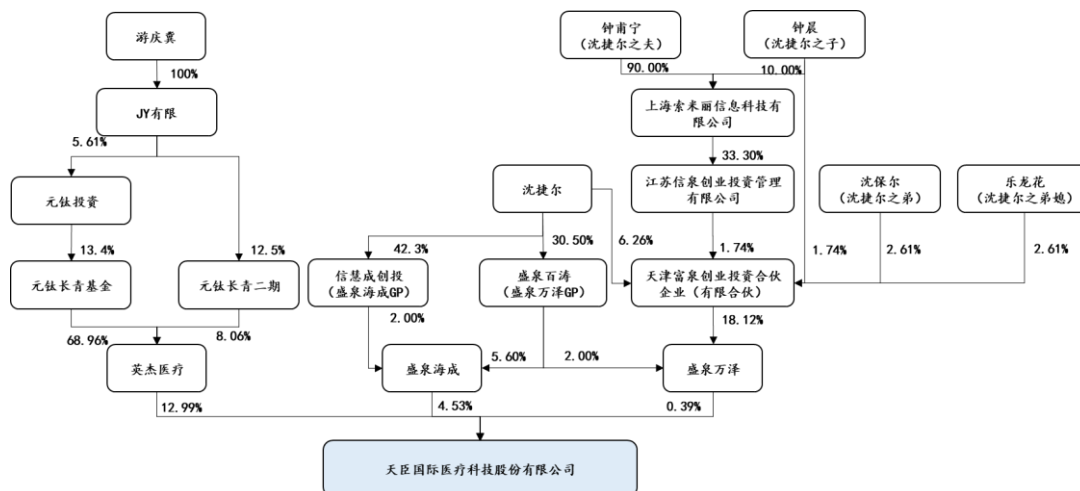 游庆冀
钟甫宁
(沈捷尔之夫)
钟晨
(沈捷尔之子)
100%
90.00%
10.00%
JY有限
上海索米丽信息科技有
限公司
5.61%
33.30%
元钛投资
沈捷尔
江苏信泉创业投资管理
有限公司
沈保尔
(沈捷尔之弟)
乐龙花
(沈捷尔之弟媳)
13.4%
12.5%
42.3%
30.50%
6.26%
1.74%
1.74%
2.61%
2.61%
元钛长青基金
元钛长青二期
信慧成创投
(盛泉海成GP)
盛泉百涛
(盛泉万泽GP)
天津富泉创业投资合伙
企业(有限合伙)
68.96%
8.06%
2.00%
18.12%
英杰医疗
盛泉海成
5.60%
2.00%
盛泉万泽
12.99%
4.53%
0.39%
天臣国际医疗科技股份有限公司